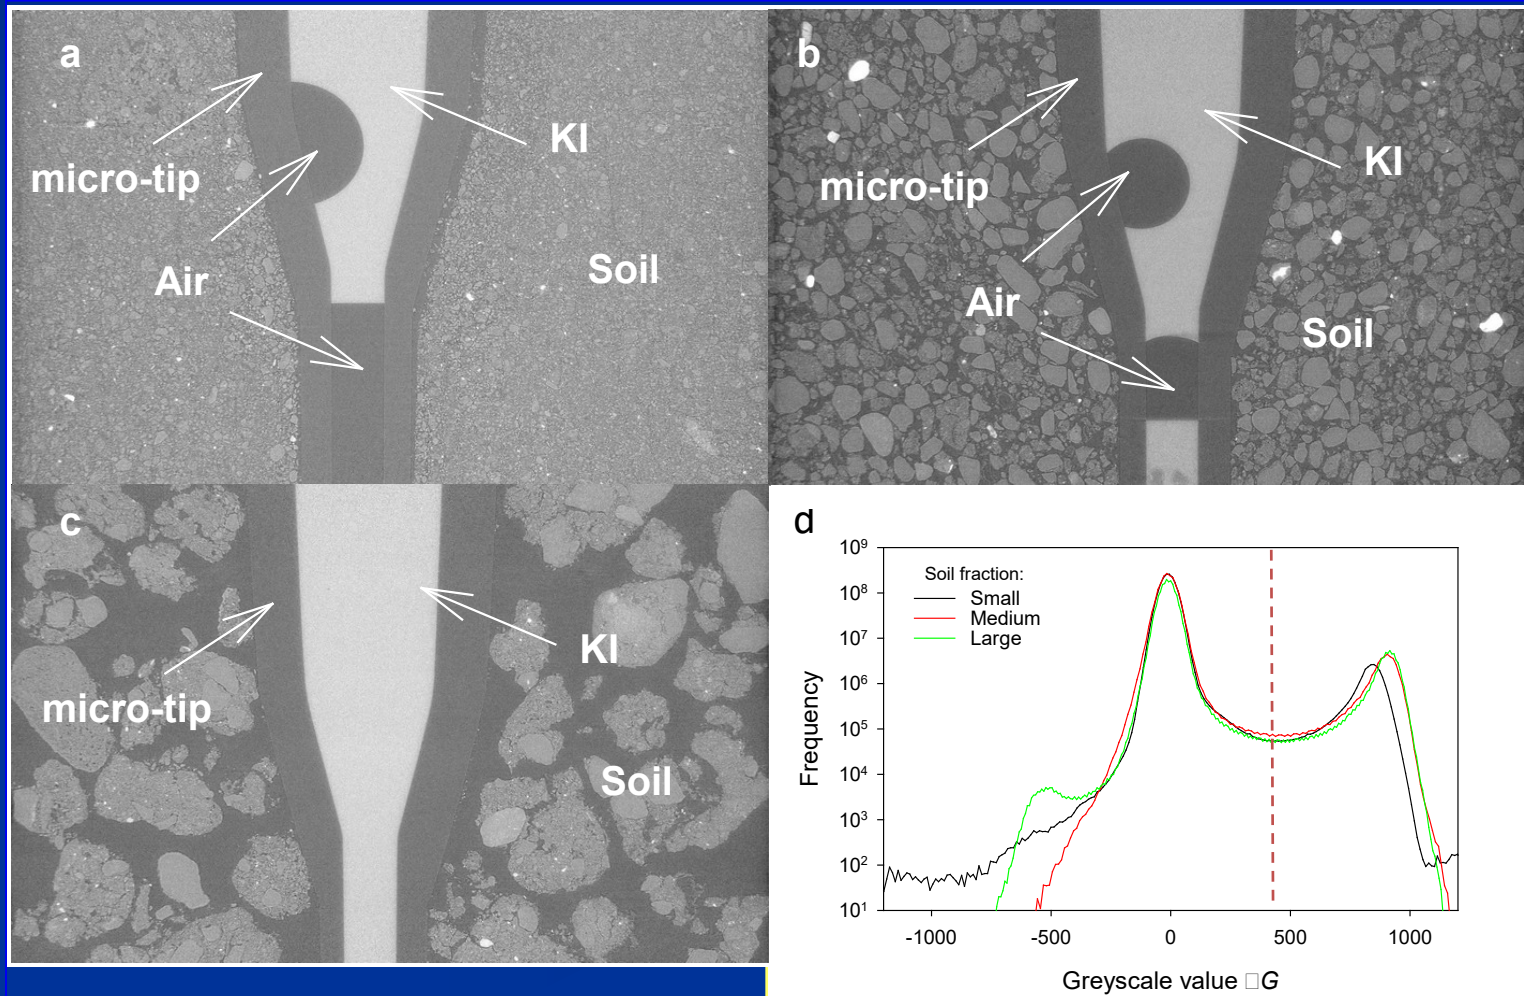 a
micro-tip
KI
Air
Soil
b
micro-tip
KI
Air
Soil
c
micro-tip
KI
Soil
d
Soil fraction:
Small
Medium
Large
Frequency
10⁹
10⁸
10⁷
10⁶
10⁵
10⁴
10³
10²
10¹
-1000 -500 0 500 1000
Greyscale value □G